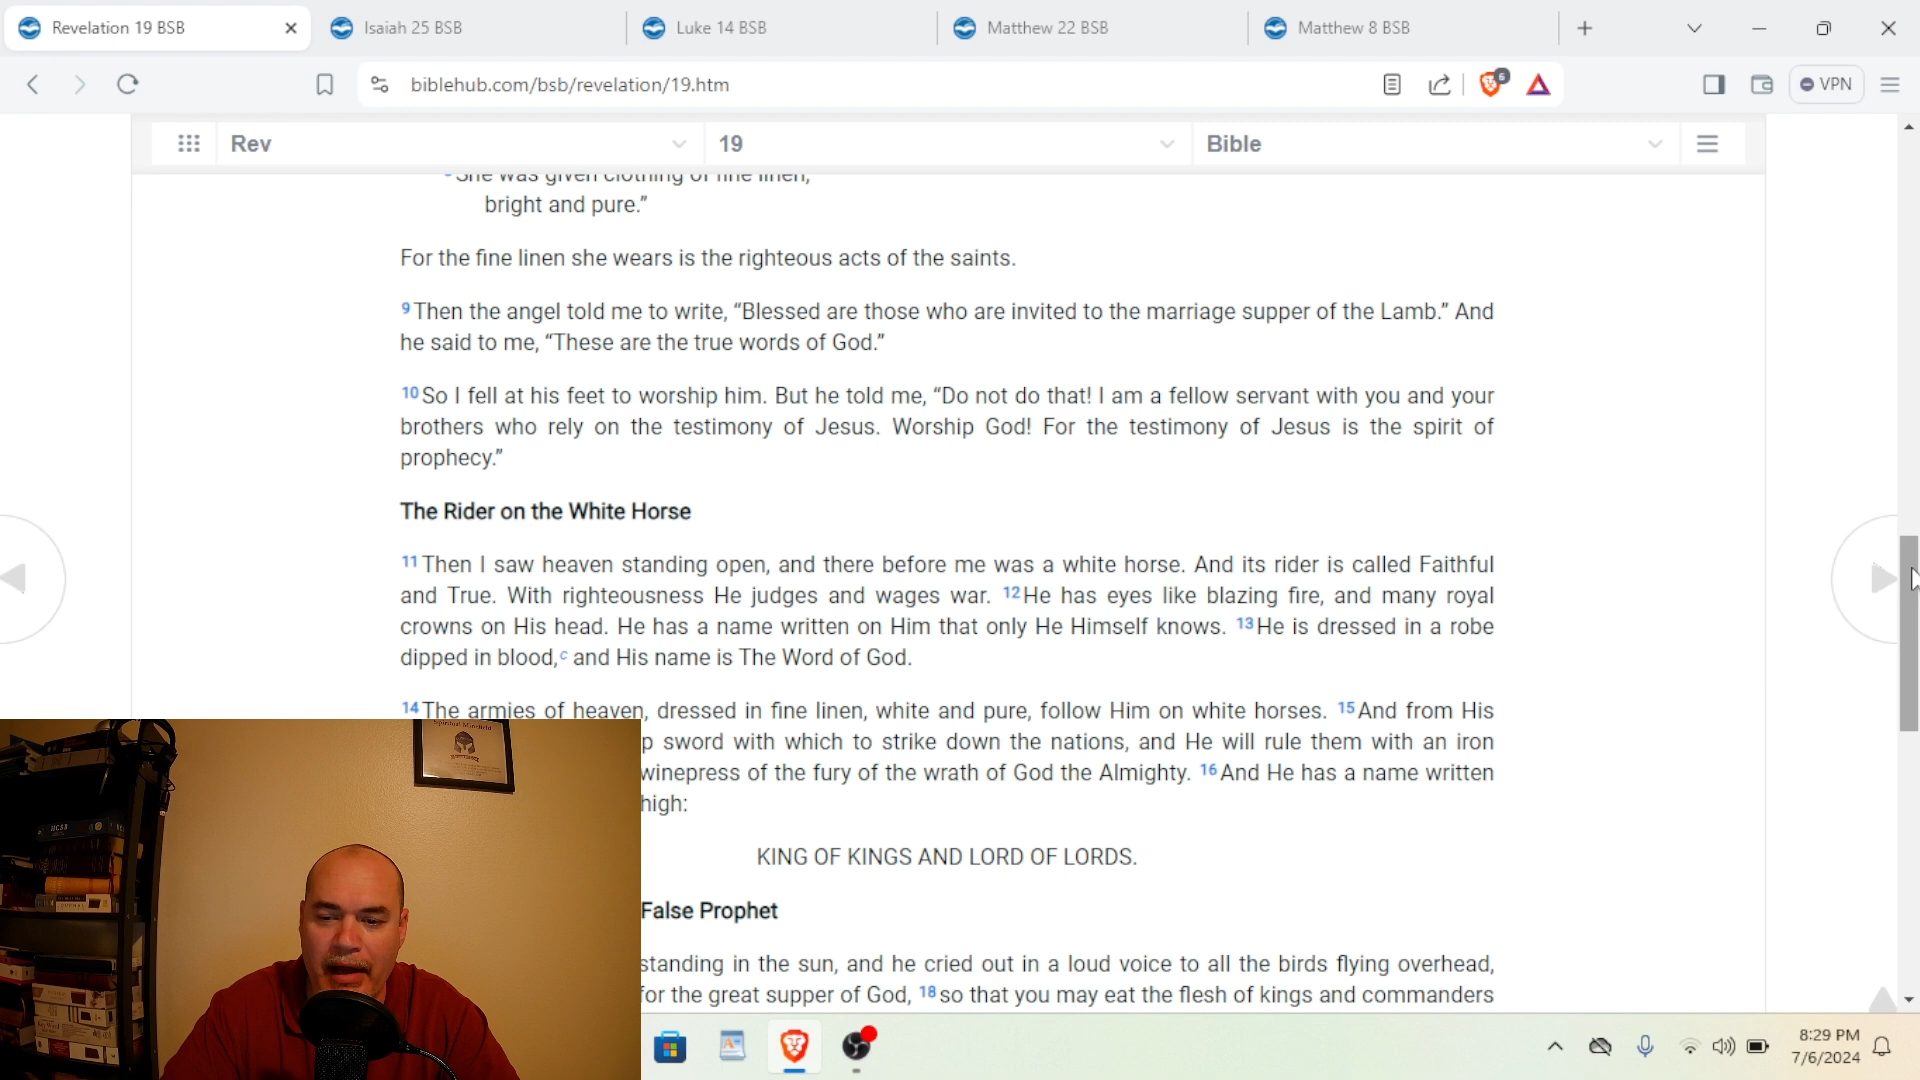 Revelation 19 BSB
Isaiah 25 BSB
Luke 14 BSB
Matthew 22 BSB
Matthew 8 BSB
biblehub.com/bsb/revelation/19.htm
6
VPN
Rev
19
Bible
She was given clothing of fine linen,
bright and pure.”
For the fine linen she wears is the righteous acts of the saints.
9 Then the angel told me to write, “Blessed are those who are invited to the marriage supper of the Lamb.” And
he said to me, “These are the true words of God.”
10 So I fell at his feet to worship him. But he told me, “Do not do that! I am a fellow servant with you and your
brothers who rely on the testimony of Jesus. Worship God! For the testimony of Jesus is the spirit of
prophecy.”
The Rider on the White Horse
11 Then I saw heaven standing open, and there before me was a white horse. And its rider is called Faithful
and True. With righteousness He judges and wages war. 12 He has eyes like blazing fire, and many royal
crowns on His head. He has a name written on Him that only He Himself knows. 13 He is dressed in a robe
dipped in blood,c and His name is The Word of God.
14 The armies of heaven, dressed in fine linen, white and pure, follow Him on white horses. 15 And from His
p sword with which to strike down the nations, and He will rule them with an iron
winepress of the fury of the wrath of God the Almighty. 16 And He has a name written
high:
KING OF KINGS AND LORD OF LORDS.
False Prophet
standing in the sun, and he cried out in a loud voice to all the birds flying overhead,
for the great supper of God, 18 so that you may eat the flesh of kings and commanders
Spiritual Minefield
HCSB
8:29 PM
7/6/2024